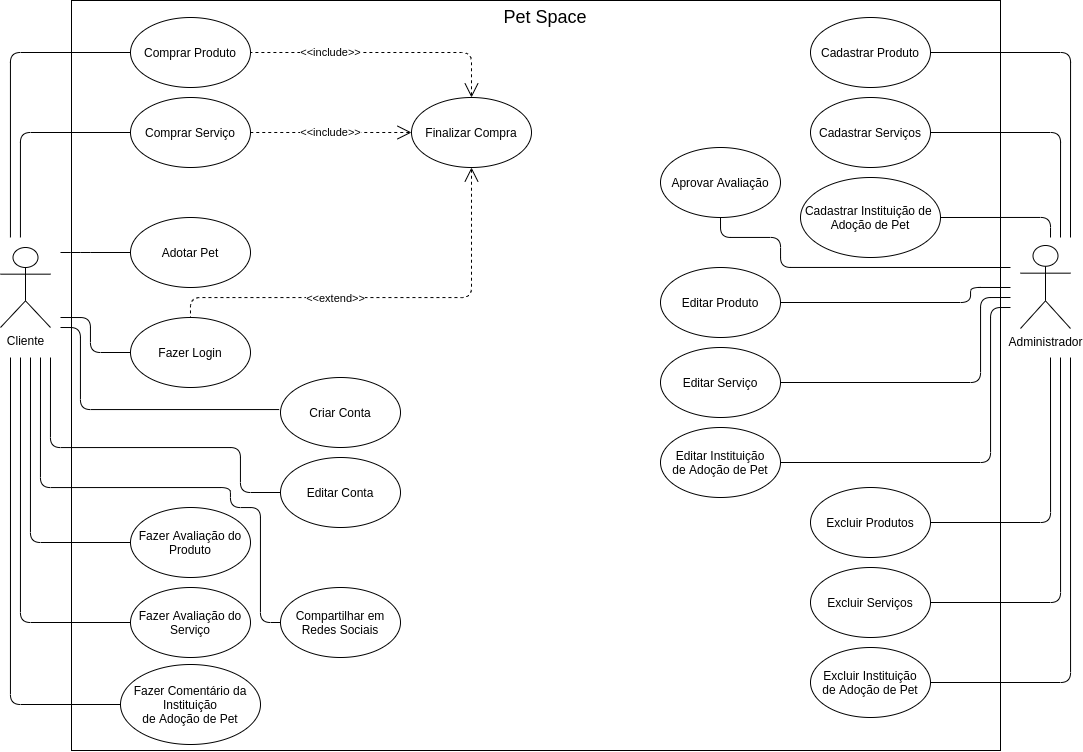 Pet Space
Comprar Produto
<<include>>
Cadastrar Produto
Comprar Serviço
<<include>>
Finalizar Compra
Cadastrar Serviços
Aprovar Avaliação
Cadastrar Instituição de
Adoção de Pet
Adotar Pet
Cliente
Administrador
<<extend>>
Editar Produto
Fazer Login
Editar Serviço
Criar Conta
Editar Instituição
de Adoção de Pet
Editar Conta
Excluir Produtos
Fazer Avaliação do
Produto
Excluir Serviços
Fazer Avaliação do
Serviço
Compartilhar em
Redes Sociais
Excluir Instituição
de Adoção de Pet
Fazer Comentário da
Instituição
de Adoção de Pet